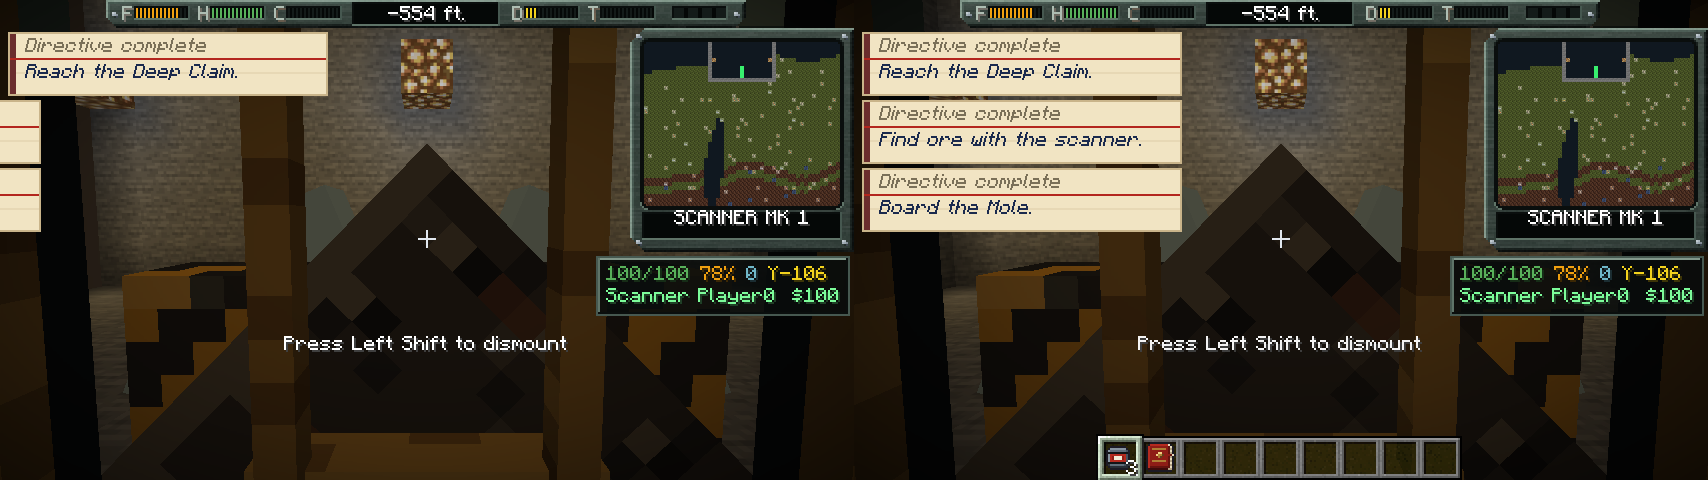 F H C -554 ft. D T
Directive complete
Reach the Deep Claim.
SCANNER MK 1
100/100 78% 0 Y-106
Scanner Player0 $100
Press Left Shift to dismount
F H C -554 ft. D T
Directive complete
Reach the Deep Claim.
Directive complete
Find ore with the scanner.
Directive complete
Board the Mole.
SCANNER MK 1
100/100 78% 0 Y-106
Scanner Player0 $100
Press Left Shift to dismount
3